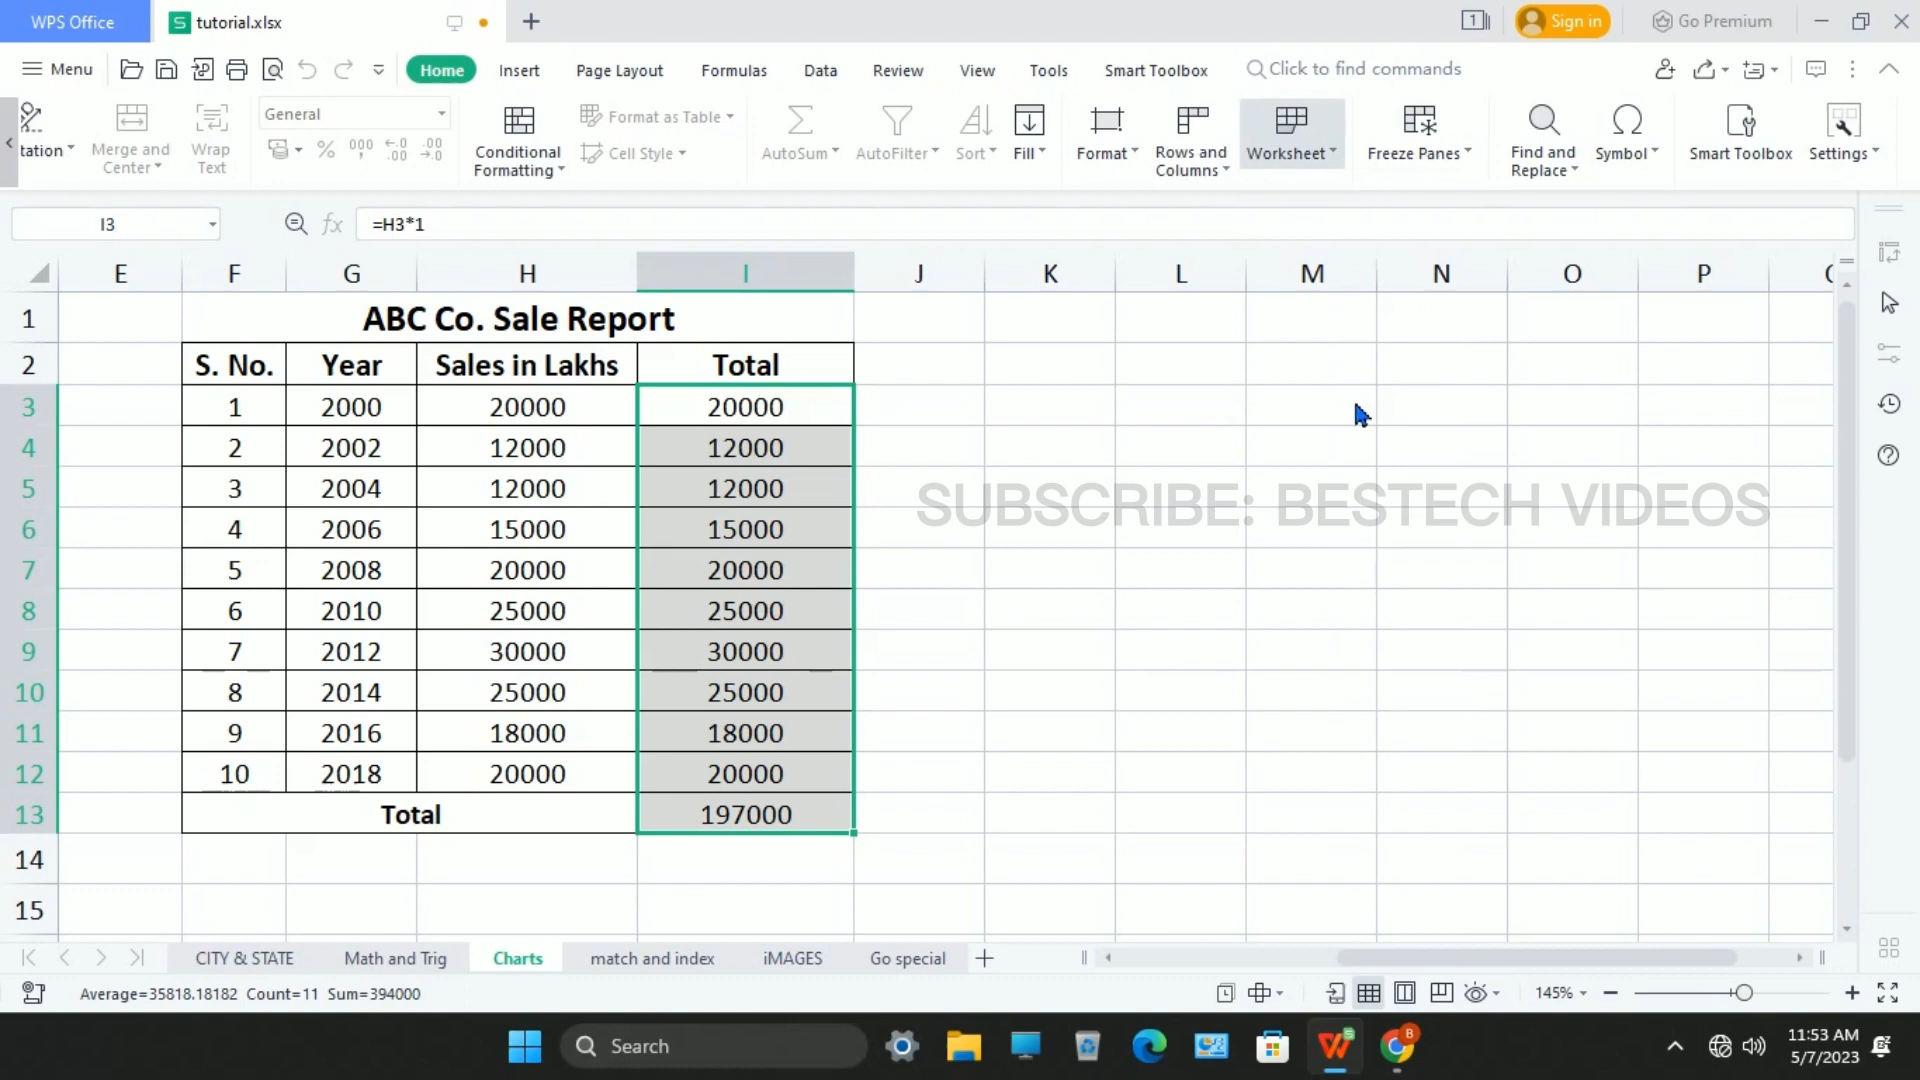 WPS Office
tutorial.xlsx
Sign in
Go Premium
Menu
Home
Insert
Page Layout
Formulas
Data
Review
View
Tools
Smart Toolbox
Click to find commands
tation
Merge and Center
Wrap Text
General
Conditional Formatting
Format as Table
Cell Style
AutoSum
AutoFilter
Sort
Fill
Format
Rows and Columns
Worksheet
Freeze Panes
Find and Replace
Symbol
Smart Toolbox
Settings
I3
=H3*1
E F G H I J K L M N O P
1 ABC Co. Sale Report
2 S. No. Year Sales in Lakhs Total
3 1 2000 20000 20000
4 2 2002 12000 12000
5 3 2004 12000 12000
SUBSCRIBE: BESTECH VIDEOS
6 4 2006 15000 15000
7 5 2008 20000 20000
8 6 2010 25000 25000
9 7 2012 30000 30000
10 8 2014 25000 25000
11 9 2016 18000 18000
12 10 2018 20000 20000
13 Total 197000
14
15
CITY & STATE
Math and Trig
Charts
match and index
iMAGES
Go special
Average=35818.18182 Count=11 Sum=394000
145%
Search
11:53 AM
5/7/2023